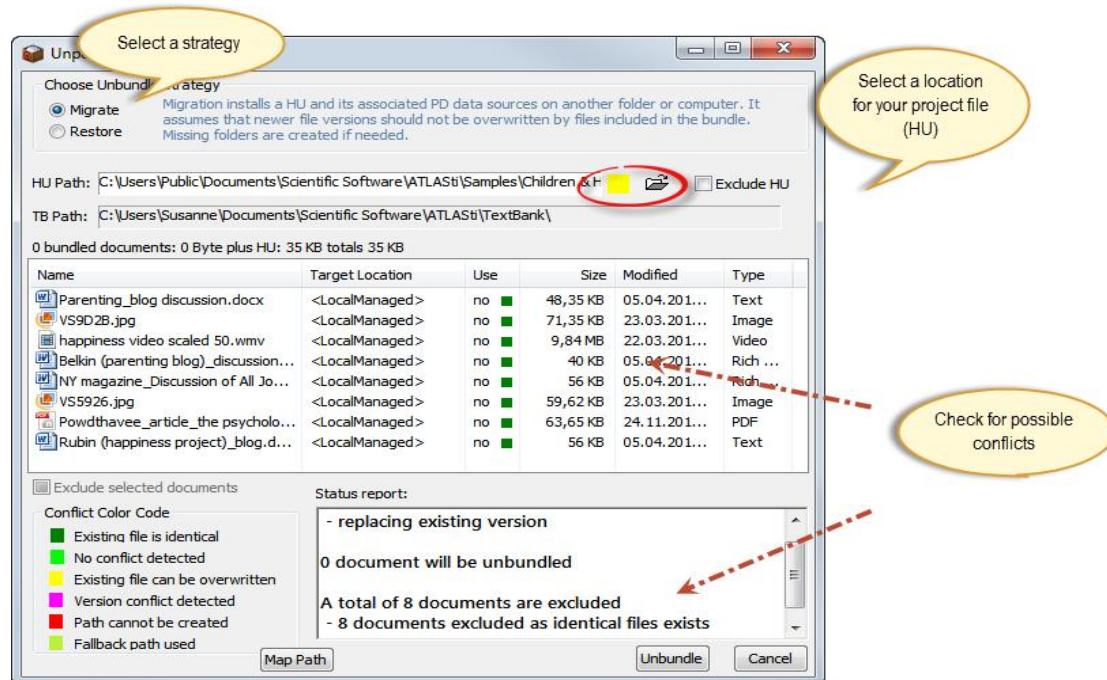 Select a strategy
Unp
Choose Unbundle Strategy
Migrate
Restore
Migration installs a HU and its associated PD data sources on another folder or computer. It
assumes that newer file versions should not be overwritten by files included in the bundle.
Missing folders are created if needed.
Select a location
for your project file
(HU)
HU Path: C:\Users\Public\Documents\Scientific Software\ATLASti\Samples\Children & H
Exclude HU
TB Path: C:\Users\Susanne\Documents\Scientific Software\ATLASti\TextBank\
0 bundled documents: 0 Byte plus HU: 35 KB totals 35 KB
Name Target Location Use Size Modified Type
Parenting_blog discussion.docx <LocalManaged> no 48,35 KB 05.04.201... Text
VS9D2B.jpg <LocalManaged> no 71,35 KB 23.03.201... Image
happiness video scaled 50.wmv <LocalManaged> no 9,84 MB 22.03.201... Video
Belkin (parenting blog)_discussion... <LocalManaged> no 40 KB 05.04.201... Rich ...
NY magazine_Discussion of All Jo... <LocalManaged> no 56 KB 05.04.201... Rich ...
VS5926.jpg <LocalManaged> no 59,62 KB 23.03.201... Image
Powdthavee_article_the psycholo... <LocalManaged> no 63,65 KB 24.11.201... PDF
Rubin (happiness project)_blog.d... <LocalManaged> no 56 KB 05.04.201... Text
Check for possible
conflicts
Exclude selected documents
Conflict Color Code
Existing file is identical
No conflict detected
Existing file can be overwritten
Version conflict detected
Path cannot be created
Fallback path used
Status report:
- replacing existing version
0 document will be unbundled
A total of 8 documents are excluded
- 8 documents excluded as identical files exists
Map Path
Unbundle
Cancel